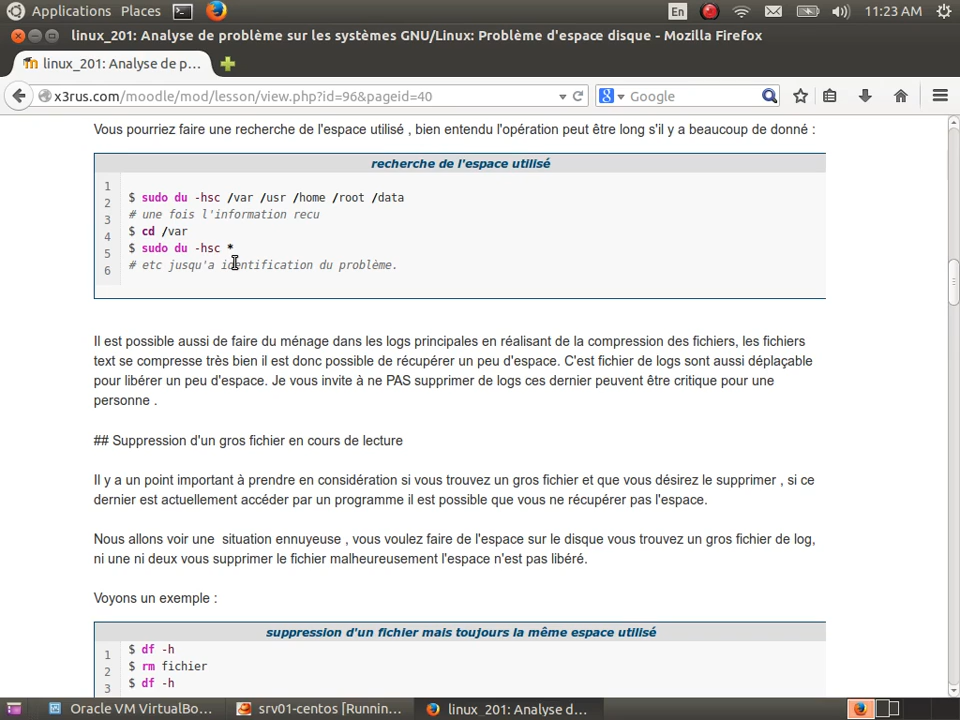 Applications Places En 11:23 AM
linux_201: Analyse de problème sur les systèmes GNU/Linux: Problème d'espace disque - Mozilla Firefox
linux_201: Analyse de p...
x3rus.com/moodle/mod/lesson/view.php?id=96&pageid=40 Google
Vous pourriez faire une recherche de l'espace utilisé , bien entendu l'opération peut être long s'il y a beaucoup de donné :
recherche de l'espace utilisé
1
2 $ sudo du -hsc /var /usr /home /root /data
3 # une fois l'information recu
4 $ cd /var
5 $ sudo du -hsc *
6 # etc jusqu'a identification du problème.
Il est possible aussi de faire du ménage dans les logs principales en réalisant de la compression des fichiers, les fichiers
text se compresse très bien il est donc possible de récupérer un peu d'espace. C'est fichier de logs sont aussi déplaçable
pour libérer un peu d'espace. Je vous invite à ne PAS supprimer de logs ces dernier peuvent être critique pour une
personne .
## Suppression d'un gros fichier en cours de lecture
Il y a un point important à prendre en considération si vous trouvez un gros fichier et que vous désirez le supprimer , si ce
dernier est actuellement accéder par un programme il est possible que vous ne récupérer pas l'espace.
Nous allons voir une  situation ennuyeuse , vous voulez faire de l'espace sur le disque vous trouvez un gros fichier de log,
ni une ni deux vous supprimer le fichier malheureusement l'espace n'est pas libéré.
Voyons un exemple :
suppression d'un fichier mais toujours la même espace utilisé
1 $ df -h
2 $ rm fichier
3 $ df -h
Oracle VM VirtualBo... srv01-centos [Runnin... linux_201: Analyse d...